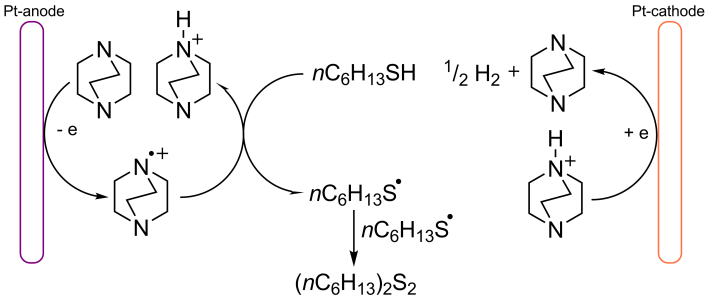 Pt-anode
Pt-cathode
H
N
N
N+
N
nC6H13SH
1/2 H2 +
N
N
- e
+ e
H
N•+
N
nC6H13S•
N+
N
nC6H13S•
(nC6H13)2S2